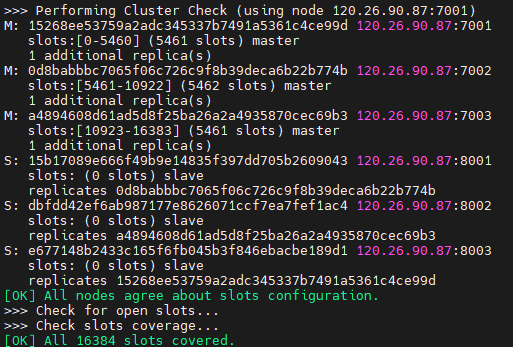 >>> Performing Cluster Check (using node 120.26.90.87:7001)
M: 15268ee53759a2adc345337b7491a5361c4ce99d 120.26.90.87:7001
   slots:[0-5460] (5461 slots) master
   1 additional replica(s)
M: 0d8babbbc7065f06c726c9f8b39deca6b22b774b 120.26.90.87:7002
   slots:[5461-10922] (5462 slots) master
   1 additional replica(s)
M: a4894608d61ad5d8f25ba26a2a4935870cec69b3 120.26.90.87:7003
   slots:[10923-16383] (5461 slots) master
   1 additional replica(s)
S: 15b17089e666f49b9e14835f397dd705b2609043 120.26.90.87:8001
   slots: (0 slots) slave
   replicates 0d8babbbc7065f06c726c9f8b39deca6b22b774b
S: dbfdd42ef6ab987177e8626071ccf7ea7fef1ac4 120.26.90.87:8002
   slots: (0 slots) slave
   replicates a4894608d61ad5d8f25ba26a2a4935870cec69b3
S: e677148b2433c165f6fb045b3f846ebacbe189d1 120.26.90.87:8003
   slots: (0 slots) slave
   replicates 15268ee53759a2adc345337b7491a5361c4ce99d
[OK] All nodes agree about slots configuration.
>>> Check for open slots...
>>> Check slots coverage...
[OK] All 16384 slots covered.